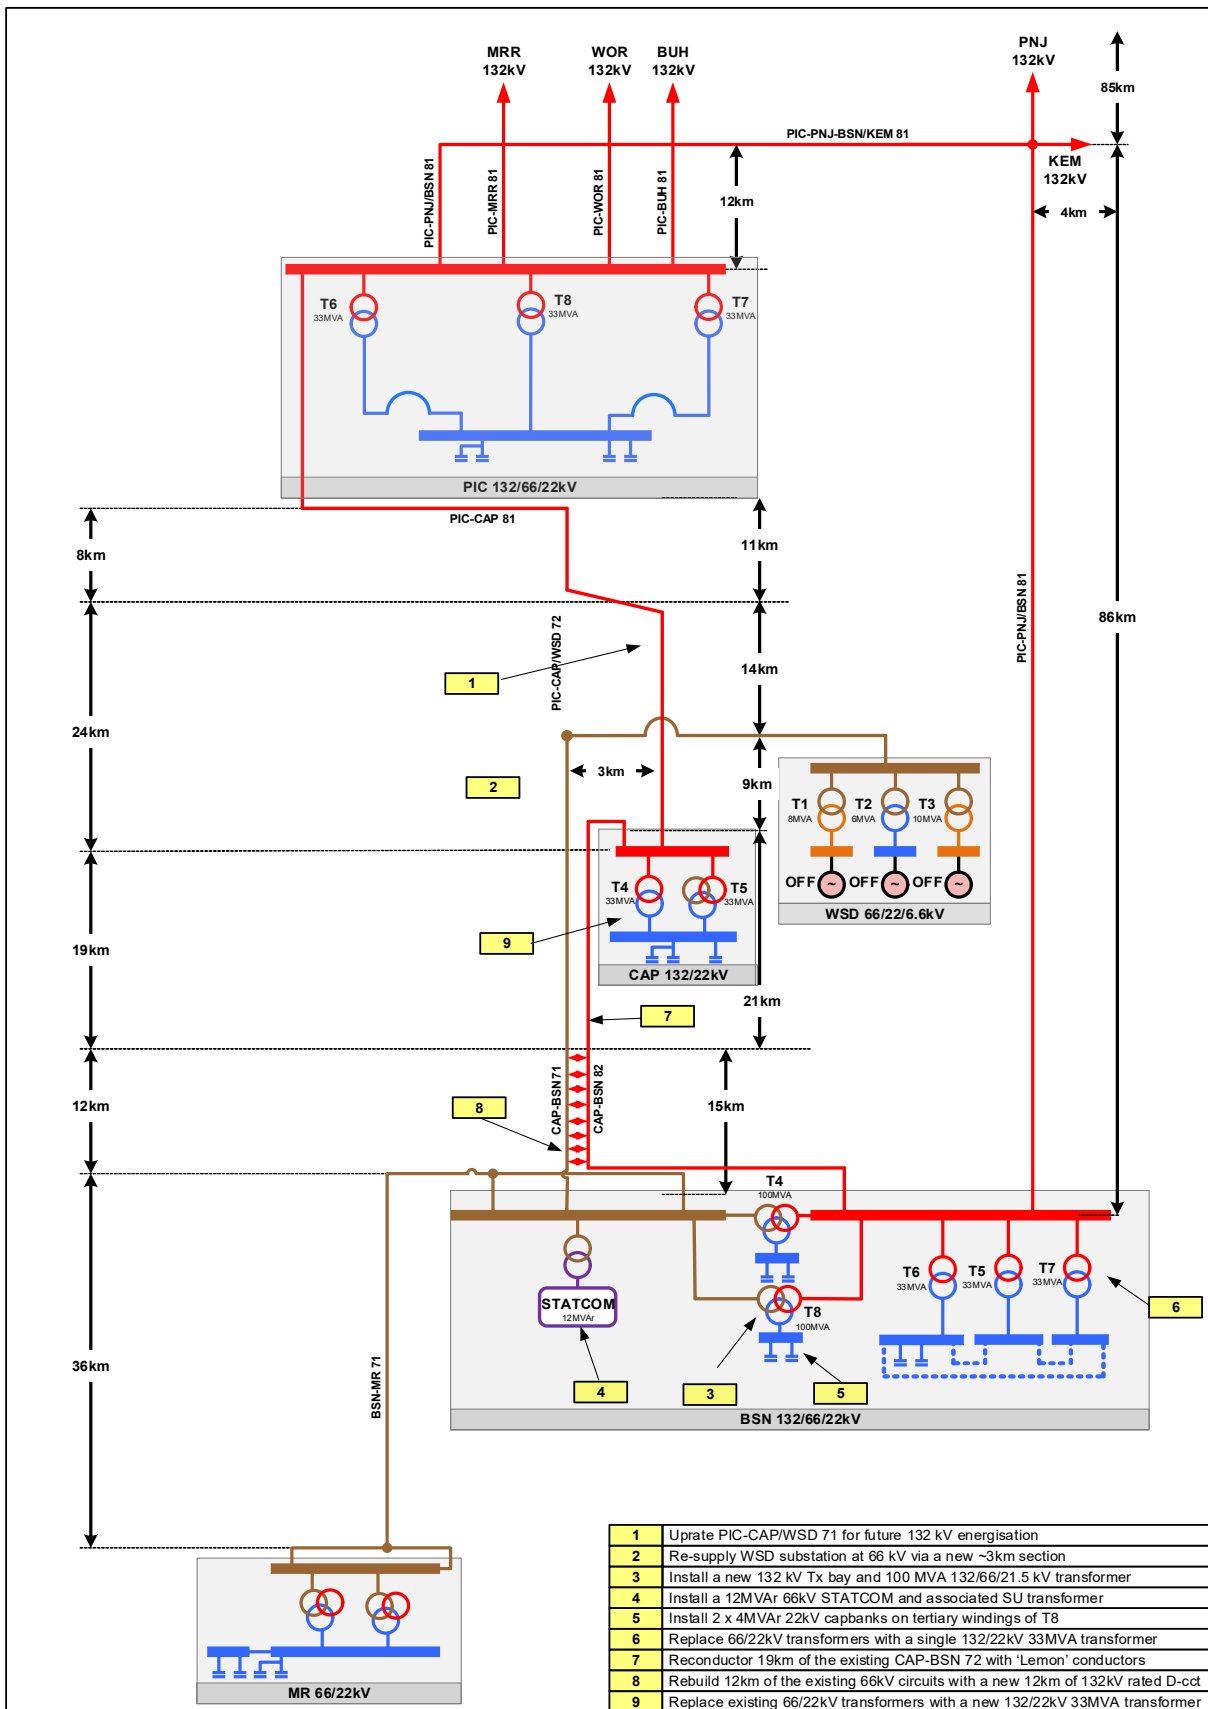 MRR
132kV
WOR
132kV
BUH
132kV
PNJ
132kV
85km
PIC-PNJ-BSN/KEM 81
KEM
132kV
4km
12km
PIC-PNJ/BSN 81
PIC-MRR 81
PIC-WOR 81
PIC-BUH 81
T6
33MVA
T8
33MVA
T7
33MVA
PIC 132/66/22kV
PIC-CAP 81
8km
11km
PIC-PNJ/BSN 81
86km
PIC-CAP/WSD 72
1
14km
24km
3km
2
9km
T1
8MVA
T2
6MVA
T3
10MVA
OFF ~
OFF ~
OFF ~
WSD 66/22/6.6kV
T4
33MVA
T5
33MVA
9
CAP 132/22kV
19km
21km
7
CAP-BSN 71
CAP-BSN 82
12km
8
15km
T4
100MVA
T6
33MVA
T5
33MVA
T7
33MVA
STATCOM
12MVAr
T8
100MVA
6
4
3
5
BSN 132/66/22kV
36km
BSN-MR 71
MR 66/22kV
1 Uprate PIC-CAP/WSD 71 for future 132 kV energisation
2 Re-supply WSD substation at 66 kV via a new ~3km section
3 Install a new 132 kV Tx bay and 100 MVA 132/66/21.5 kV transformer
4 Install a 12MVAr 66kV STATCOM and associated SU transformer
5 Install 2 x 4MVAr 22kV capbanks on tertiary windings of T8
6 Replace 66/22kV transformers with a single 132/22kV 33MVA transformer
7 Reconductor 19km of the existing CAP-BSN 72 with ‘Lemon’ conductors
8 Rebuild 12km of the existing 66kV circuits with a new 12km of 132kV rated D-cct
9 Replace existing 66/22kV transformers with a new 132/22kV 33MVA transformer